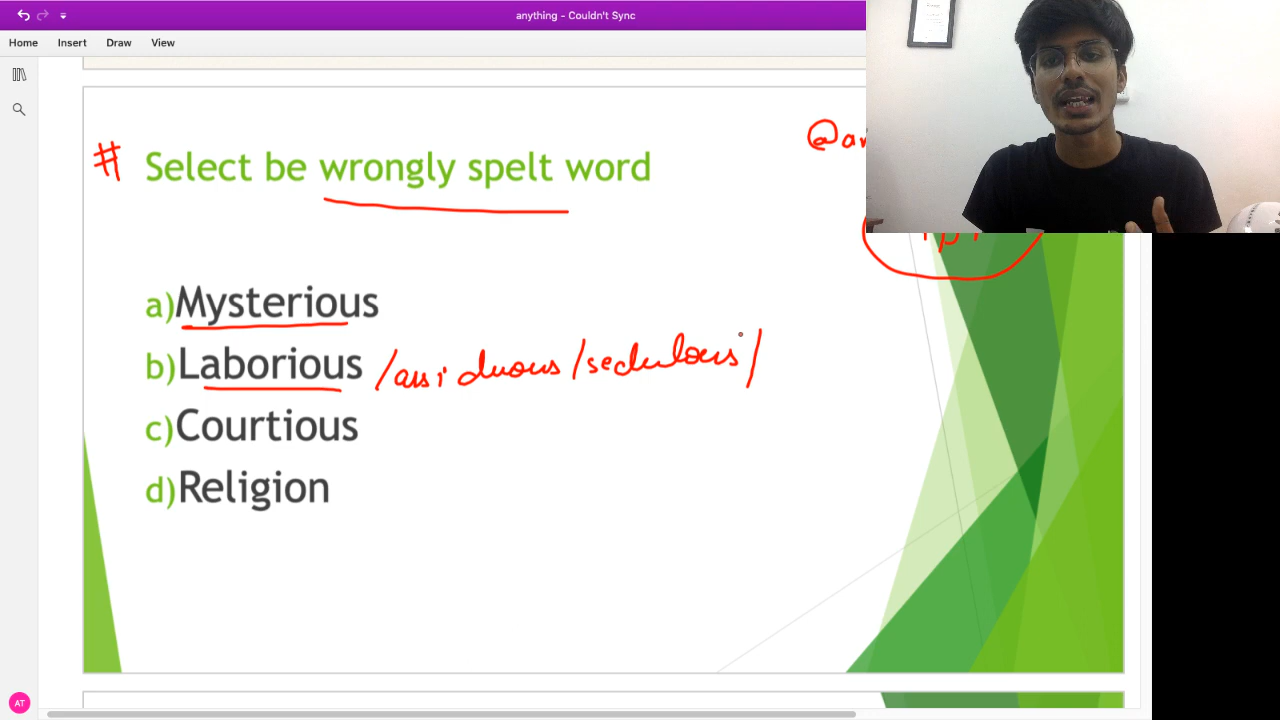 anything - Couldn't Sync
Home Insert Draw View
# Select be wrongly spelt word
a)Mysterious
b)Laborious /assiduous/sedulous/
c)Courtious
d)Religion
AT